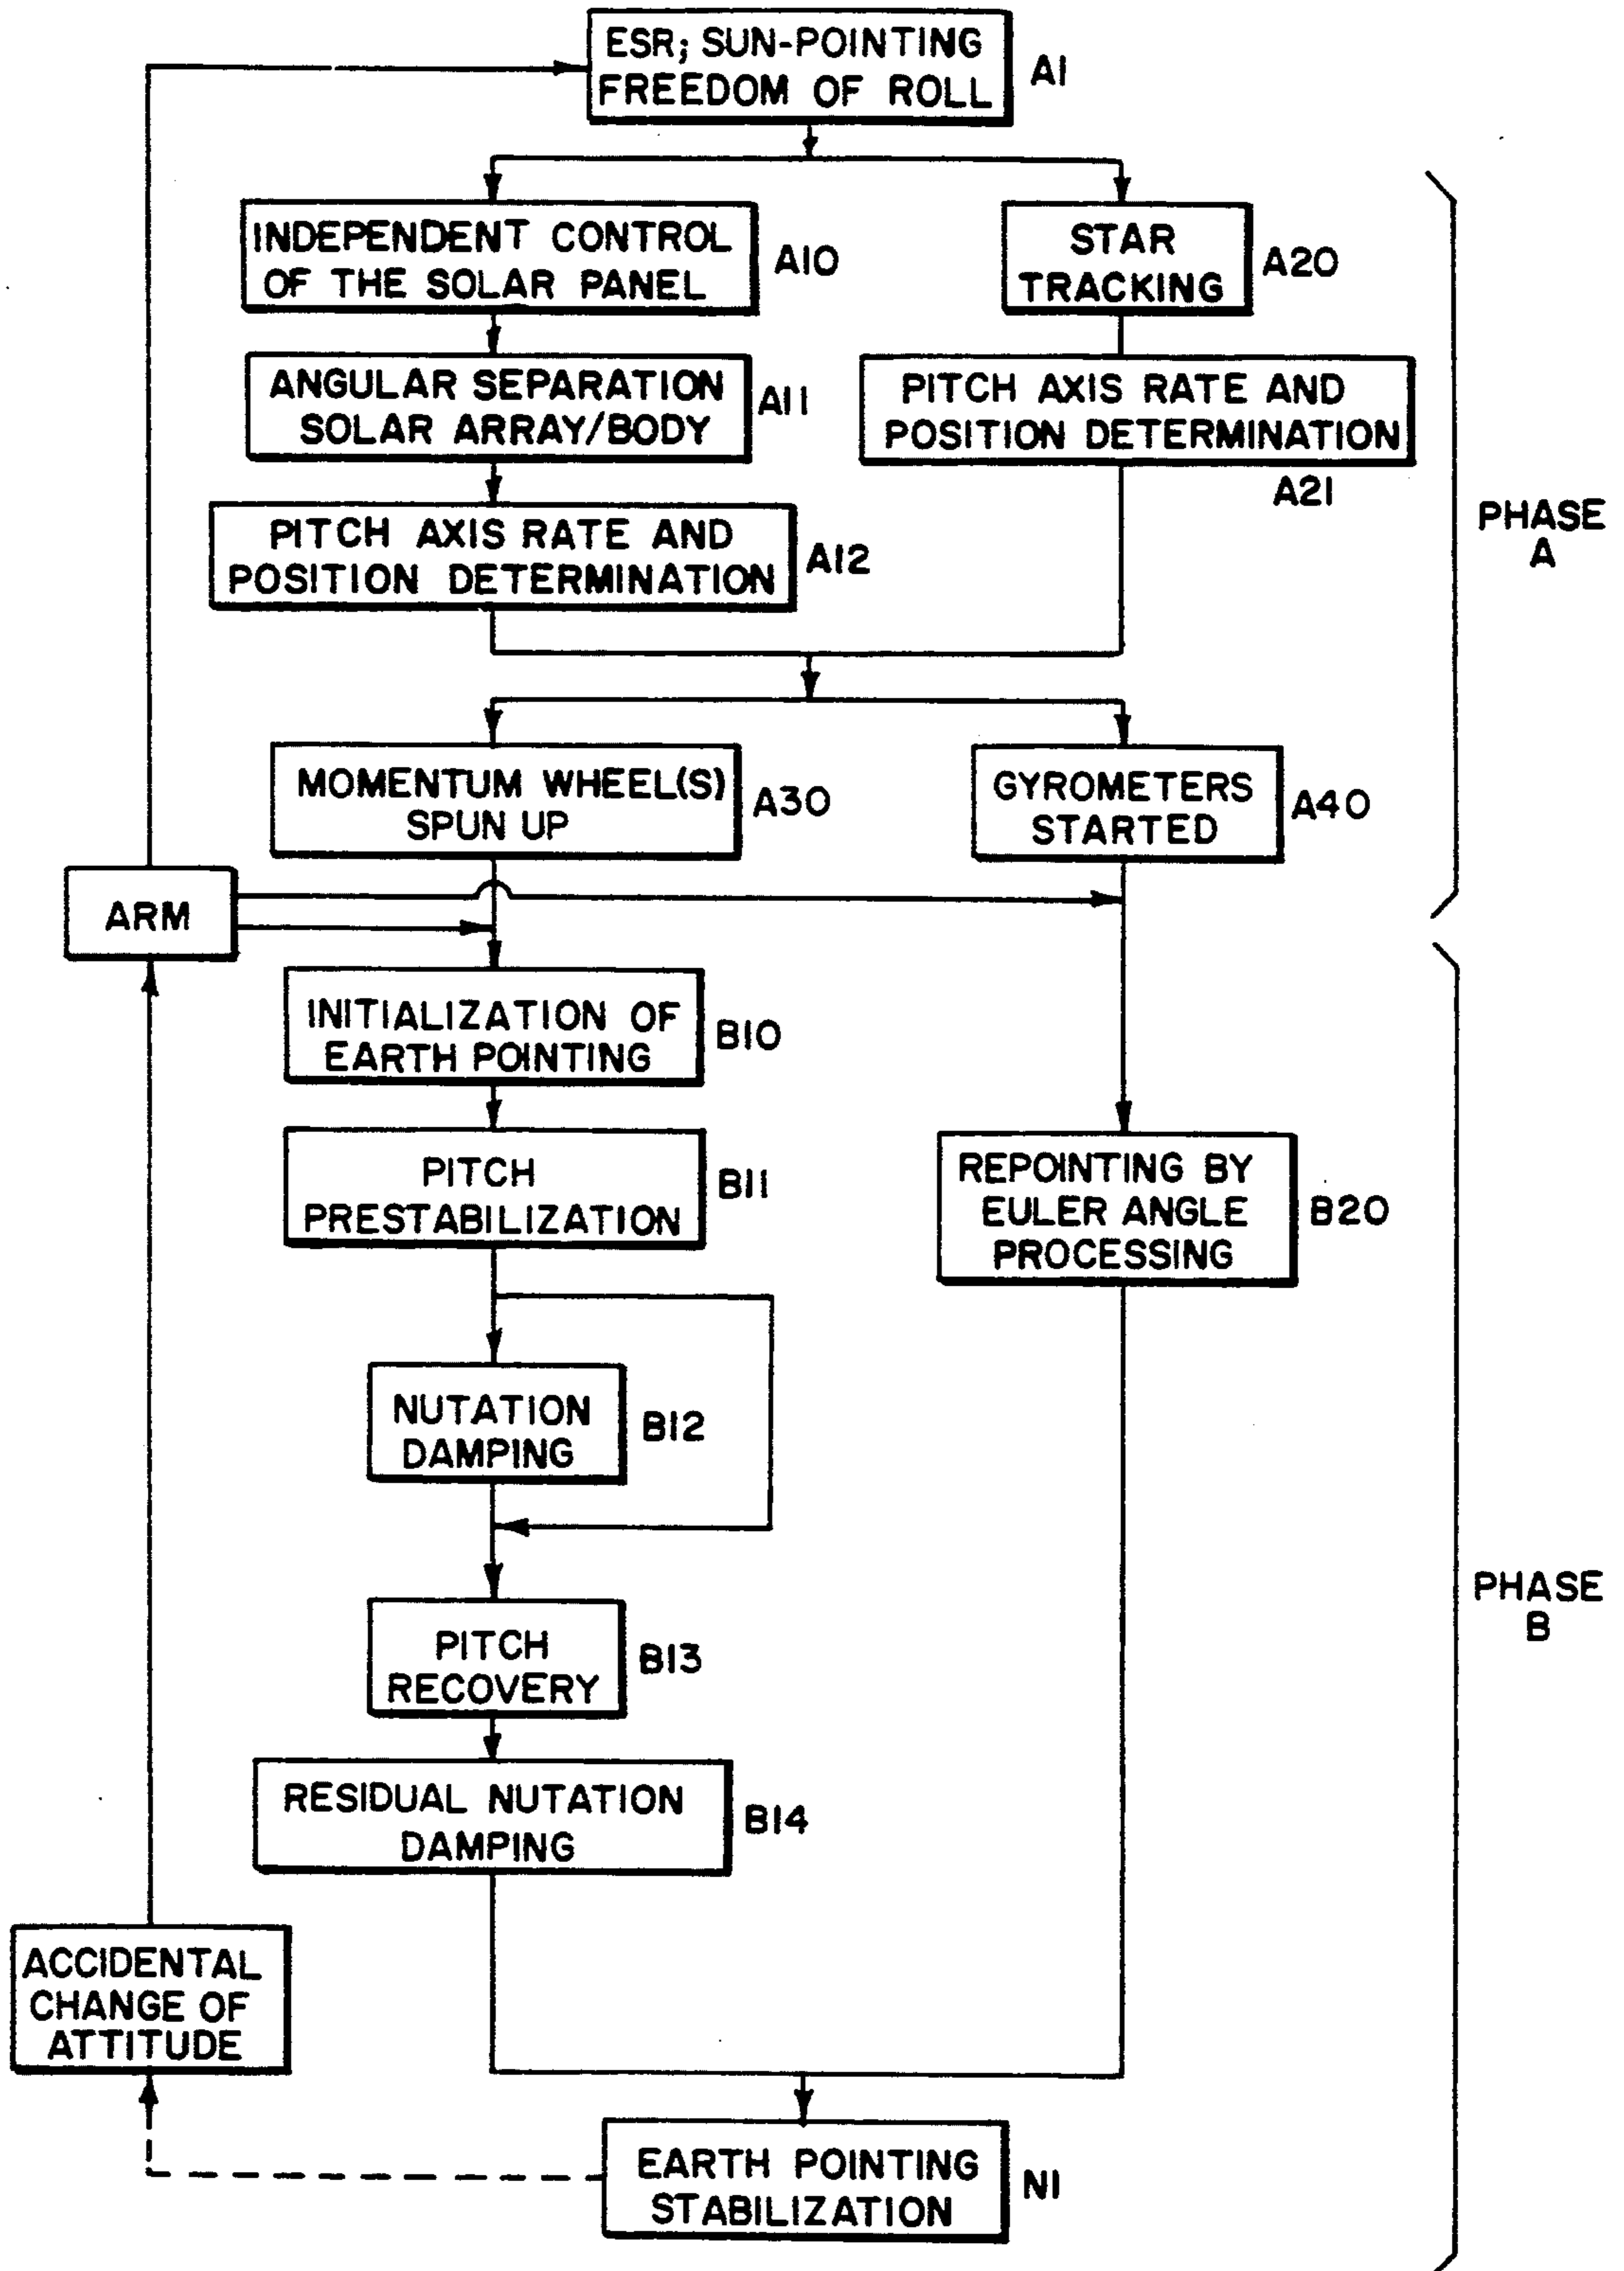 ESR; SUN-POINTING
FREEDOM OF ROLL
A1
INDEPENDENT CONTROL
OF THE SOLAR PANEL
A10
STAR
TRACKING
A20
ANGULAR SEPARATION
SOLAR ARRAY/BODY
A11
PITCH AXIS RATE AND
POSITION DETERMINATION
A21
PITCH AXIS RATE AND
POSITION DETERMINATION
A12
PHASE
A
MOMENTUM WHEEL(S)
SPUN UP
A30
GYROMETERS
STARTED
A40
ARM
INITIALIZATION OF
EARTH POINTING
B10
PITCH
PRESTABILIZATION
B11
REPOINTING BY
EULER ANGLE
PROCESSING
B20
NUTATION
DAMPING
B12
PITCH
RECOVERY
B13
PHASE
B
RESIDUAL NUTATION
DAMPING
B14
ACCIDENTAL
CHANGE OF
ATTITUDE
EARTH POINTING
STABILIZATION
N1